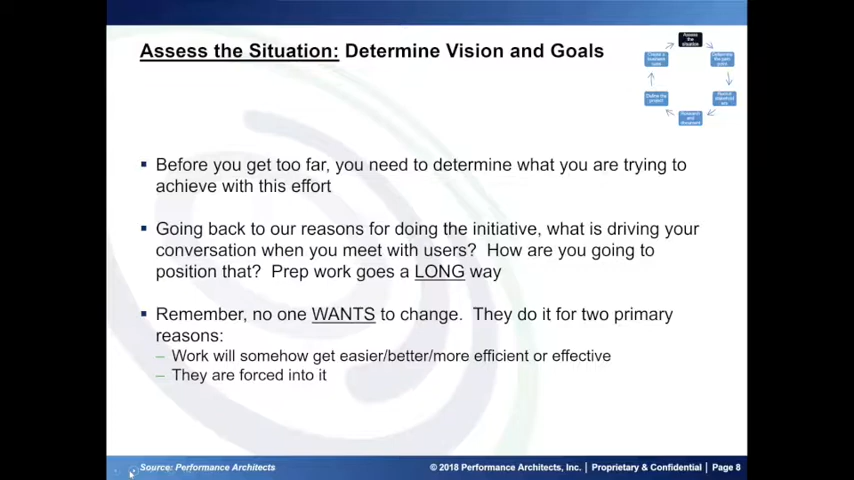 Assess the Situation: Determine Vision and Goals
Assess
the
situation
Before you get too far, you need to determine what you are trying to
achieve with this effort
Going back to our reasons for doing the initiative, what is driving your
conversation when you meet with users?  How are you going to
position that?  Prep work goes a LONG way
Remember, no one WANTS to change.  They do it for two primary
reasons:
– Work will somehow get easier/better/more efficient or effective
– They are forced into it
Source: Performance Architects
© 2018 Performance Architects, Inc. │ Proprietary & Confidential │ Page 8